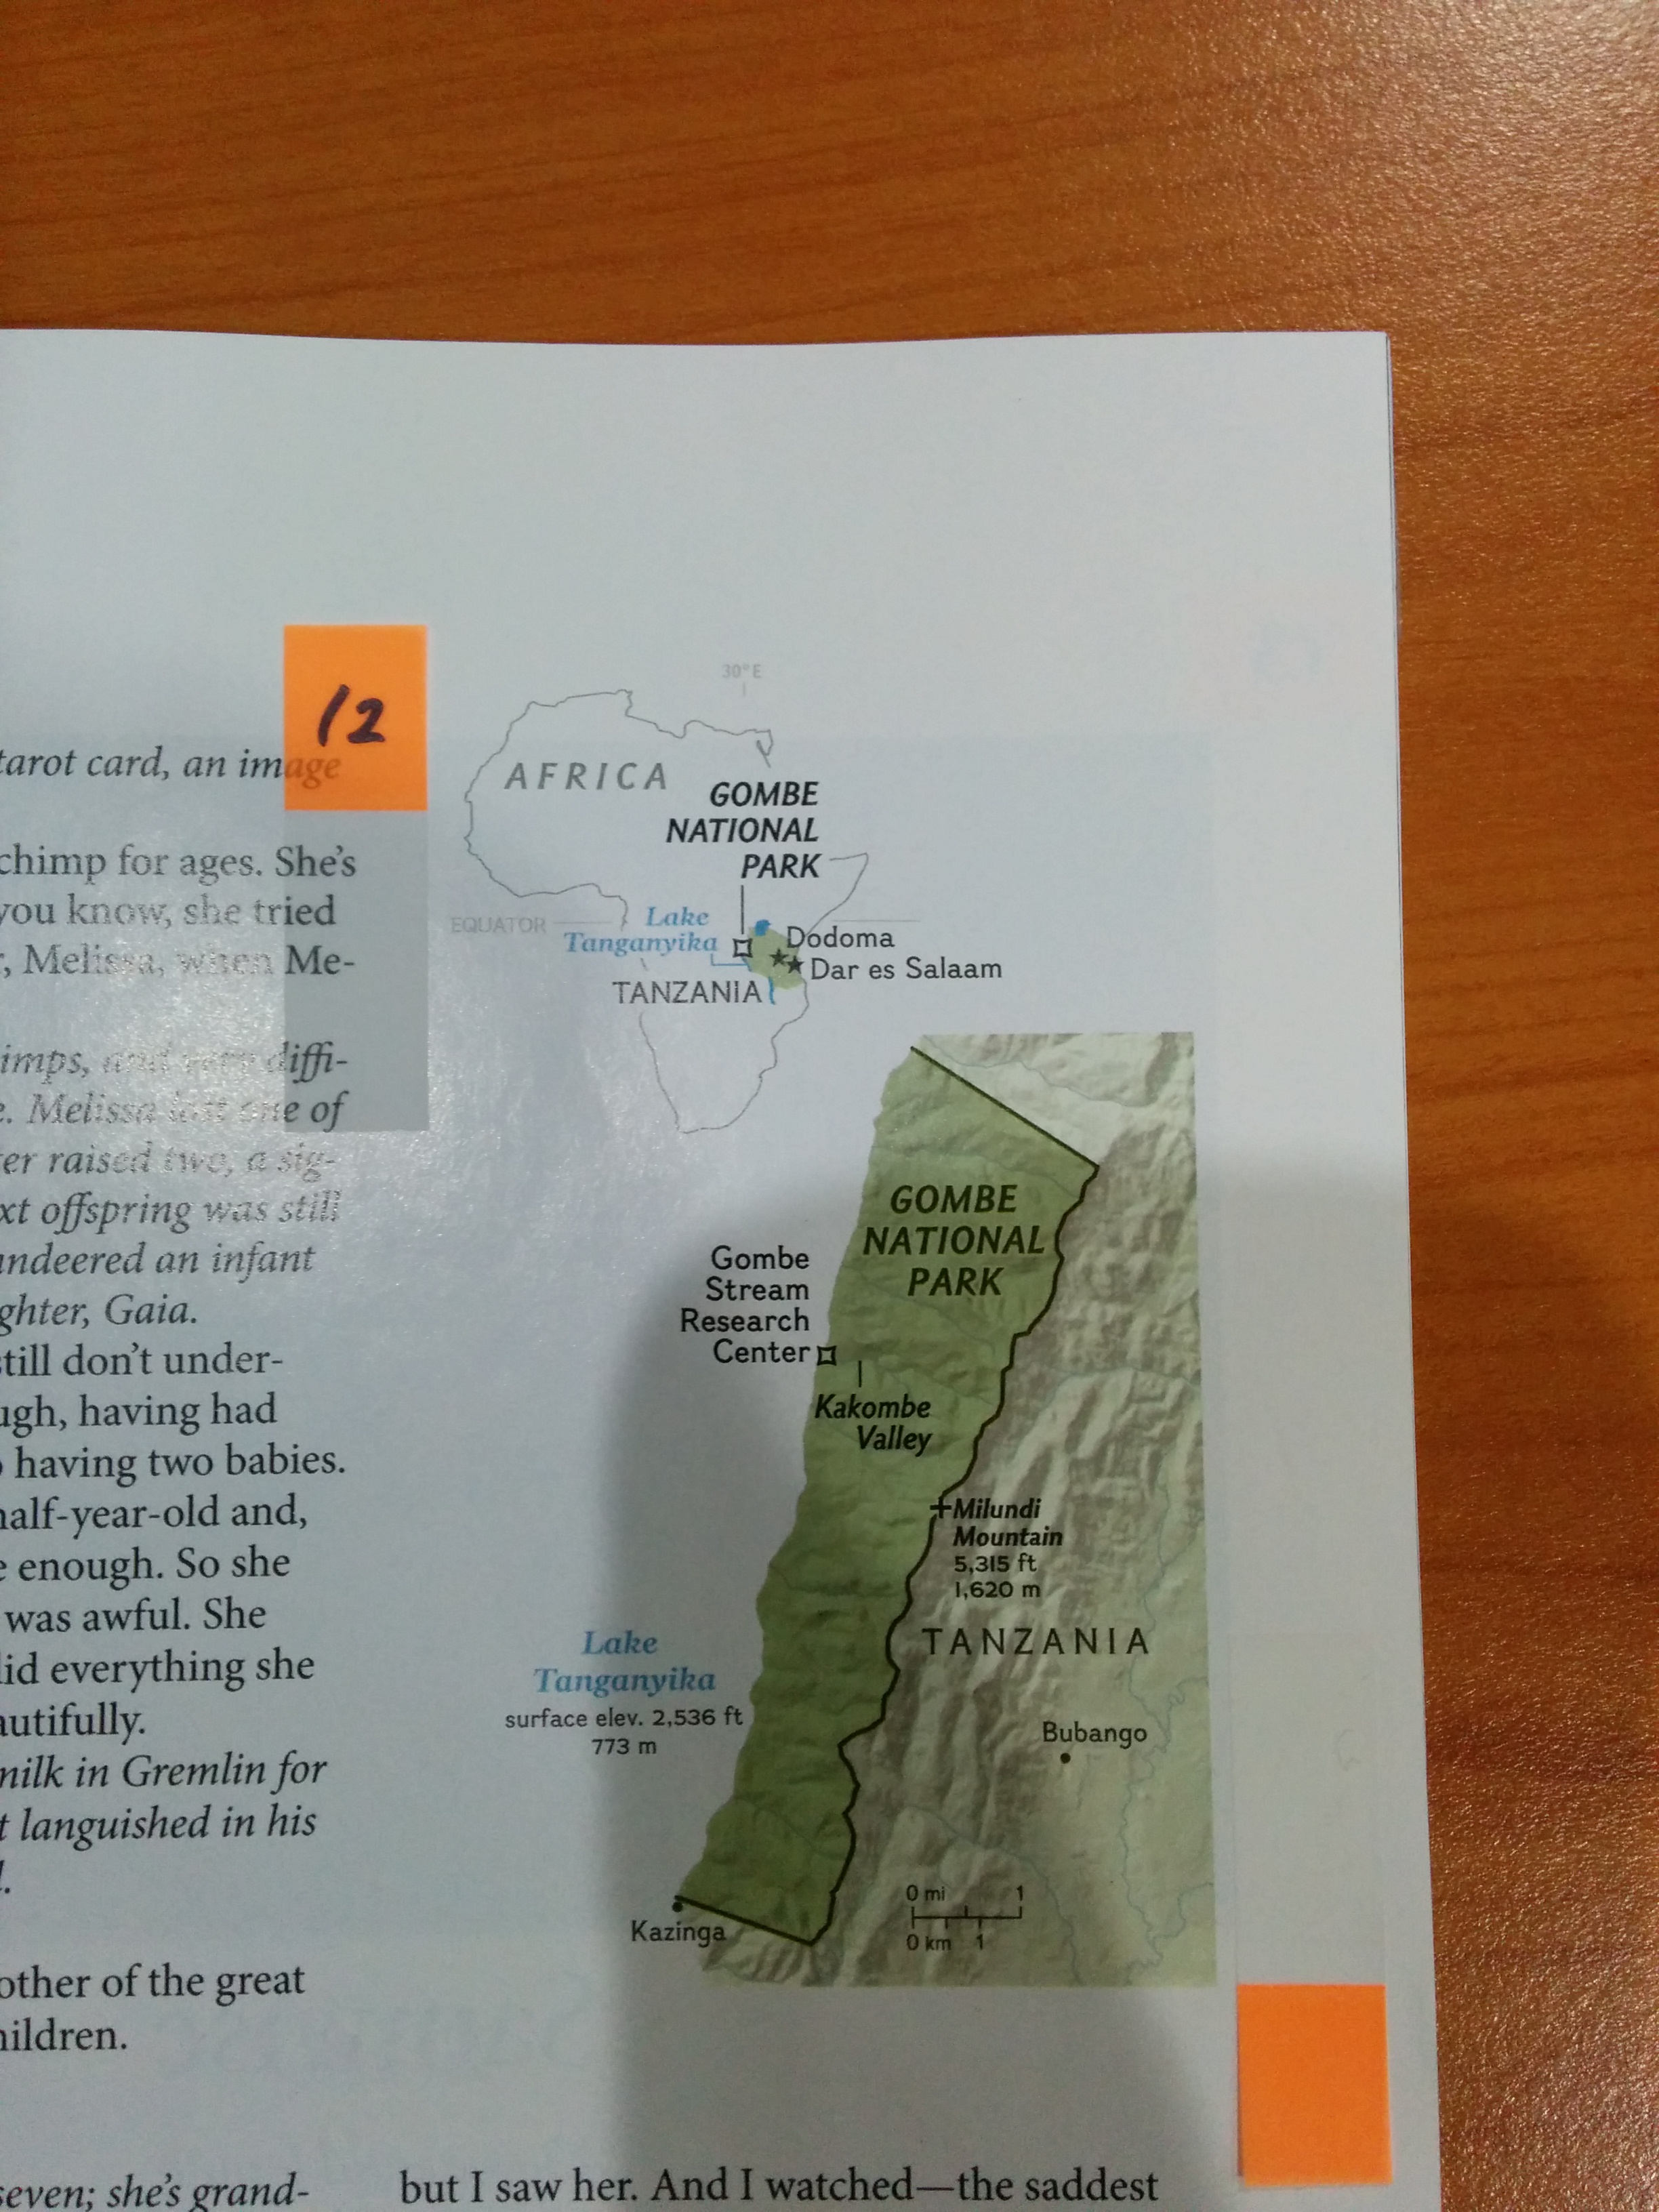 12
tarot card, an image
chimp for ages. She's
you know, she tried
, Melissa, when Me-
imps, and very diffi-
e. Melissa lost one of
er raised two, a sig-
xt offspring was still
andeered an infant
ghter, Gaia.
still don't under-
ugh, having had
o having two babies.
half-year-old and,
e enough. So she
was awful. She
did everything she
autifully.
milk in Gremlin for
t languished in his
other of the great
hildren.
seven; she's grand-
30°E
AFRICA
GOMBE
NATIONAL
PARK
EQUATOR
Lake
Tanganyika
Dodoma
Dar es Salaam
TANZANIA
GOMBE
NATIONAL
PARK
Gombe
Stream
Research
Center
Kakombe
Valley
Milundi
Mountain
5,315 ft
1,620 m
TANZANIA
Lake
Tanganyika
surface elev. 2,536 ft
773 m
Bubango
Kazinga
0 mi 1
0 km 1
but I saw her. And I watched—the saddest